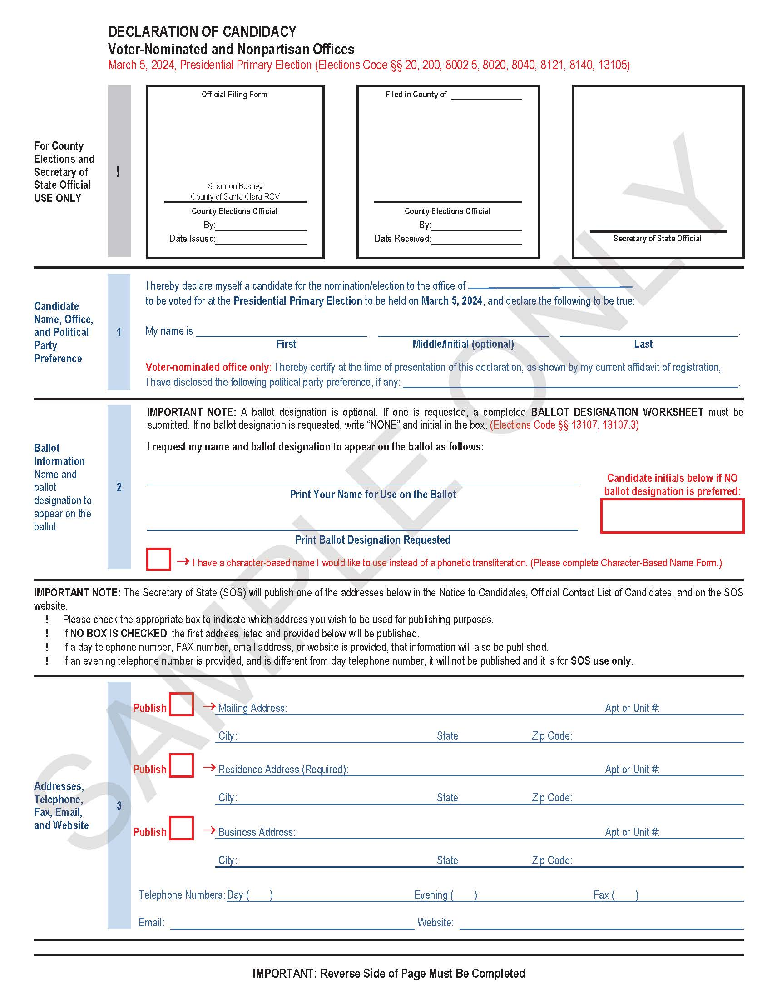 DECLARATION OF CANDIDACY
Voter-Nominated and Nonpartisan Offices
March 5, 2024, Presidential Primary Election (Elections Code §§ 20, 200, 8002.5, 8020, 8040, 8121, 8140, 13105)
For County
Elections and
Secretary of
State Official
USE ONLY
!
Official Filing Form
Shannon Bushey
County of Santa Clara ROV
County Elections Official
By:
Date Issued:
Filed in County of
County Elections Official
By:
Date Received:
Secretary of State Official
Candidate
Name, Office,
and Political
Party
Preference
1
I hereby declare myself a candidate for the nomination/election to the office of
to be voted for at the Presidential Primary Election to be held on March 5, 2024, and declare the following to be true:
My name is .
First Middle/Initial (optional) Last
Voter-nominated office only: I hereby certify at the time of presentation of this declaration, as shown by my current affidavit of registration,
I have disclosed the following political party preference, if any: .
Ballot
Information
Name and
ballot
designation to
appear on the
ballot
2
IMPORTANT NOTE: A ballot designation is optional. If one is requested, a completed BALLOT DESIGNATION WORKSHEET must be
submitted. If no ballot designation is requested, write “NONE” and initial in the box. (Elections Code §§ 13107, 13107.3)
I request my name and ballot designation to appear on the ballot as follows:
Print Your Name for Use on the Ballot
Candidate initials below if NO
ballot designation is preferred:
Print Ballot Designation Requested
→ I have a character-based name I would like to use instead of a phonetic transliteration. (Please complete Character-Based Name Form.)
IMPORTANT NOTE: The Secretary of State (SOS) will publish one of the addresses below in the Notice to Candidates, Official Contact List of Candidates, and on the SOS
website.
! Please check the appropriate box to indicate which address you wish to be used for publishing purposes.
! If NO BOX IS CHECKED, the first address listed and provided below will be published.
! If a day telephone number, FAX number, email address, or website is provided, that information will also be published.
! If an evening telephone number is provided, and is different from day telephone number, it will not be published and it is for SOS use only.
Addresses,
Telephone,
Fax, Email,
and Website
3
Publish → Mailing Address: Apt or Unit #:
City: State: Zip Code:
Publish → Residence Address (Required): Apt or Unit #:
City: State: Zip Code:
Publish → Business Address: Apt or Unit #:
City: State: Zip Code:
Telephone Numbers: Day ( ) Evening ( ) Fax ( )
Email: Website:
IMPORTANT: Reverse Side of Page Must Be Completed
SAMPLE ONLY